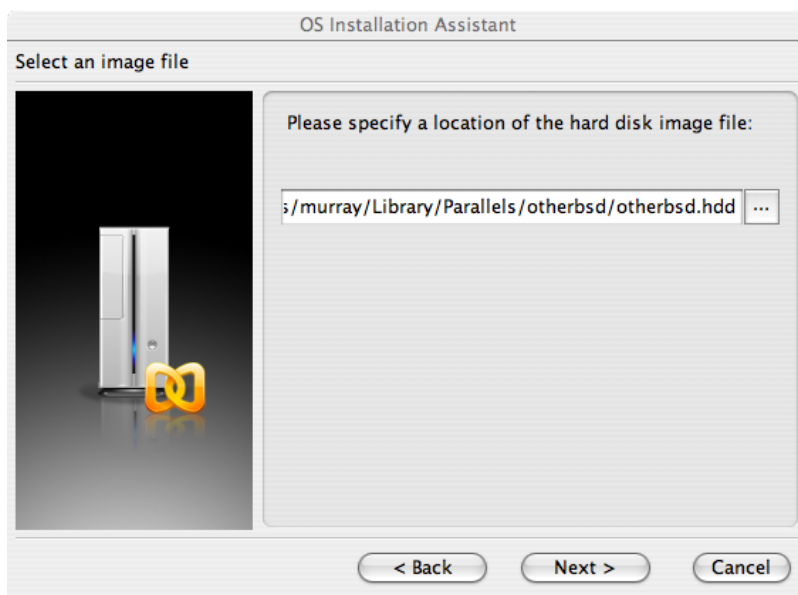 OS Installation Assistant
Select an image file
Please specify a location of the hard disk image file:
s/murray/Library/Parallels/otherbsd/otherbsd.hdd ...
< Back Next > Cancel